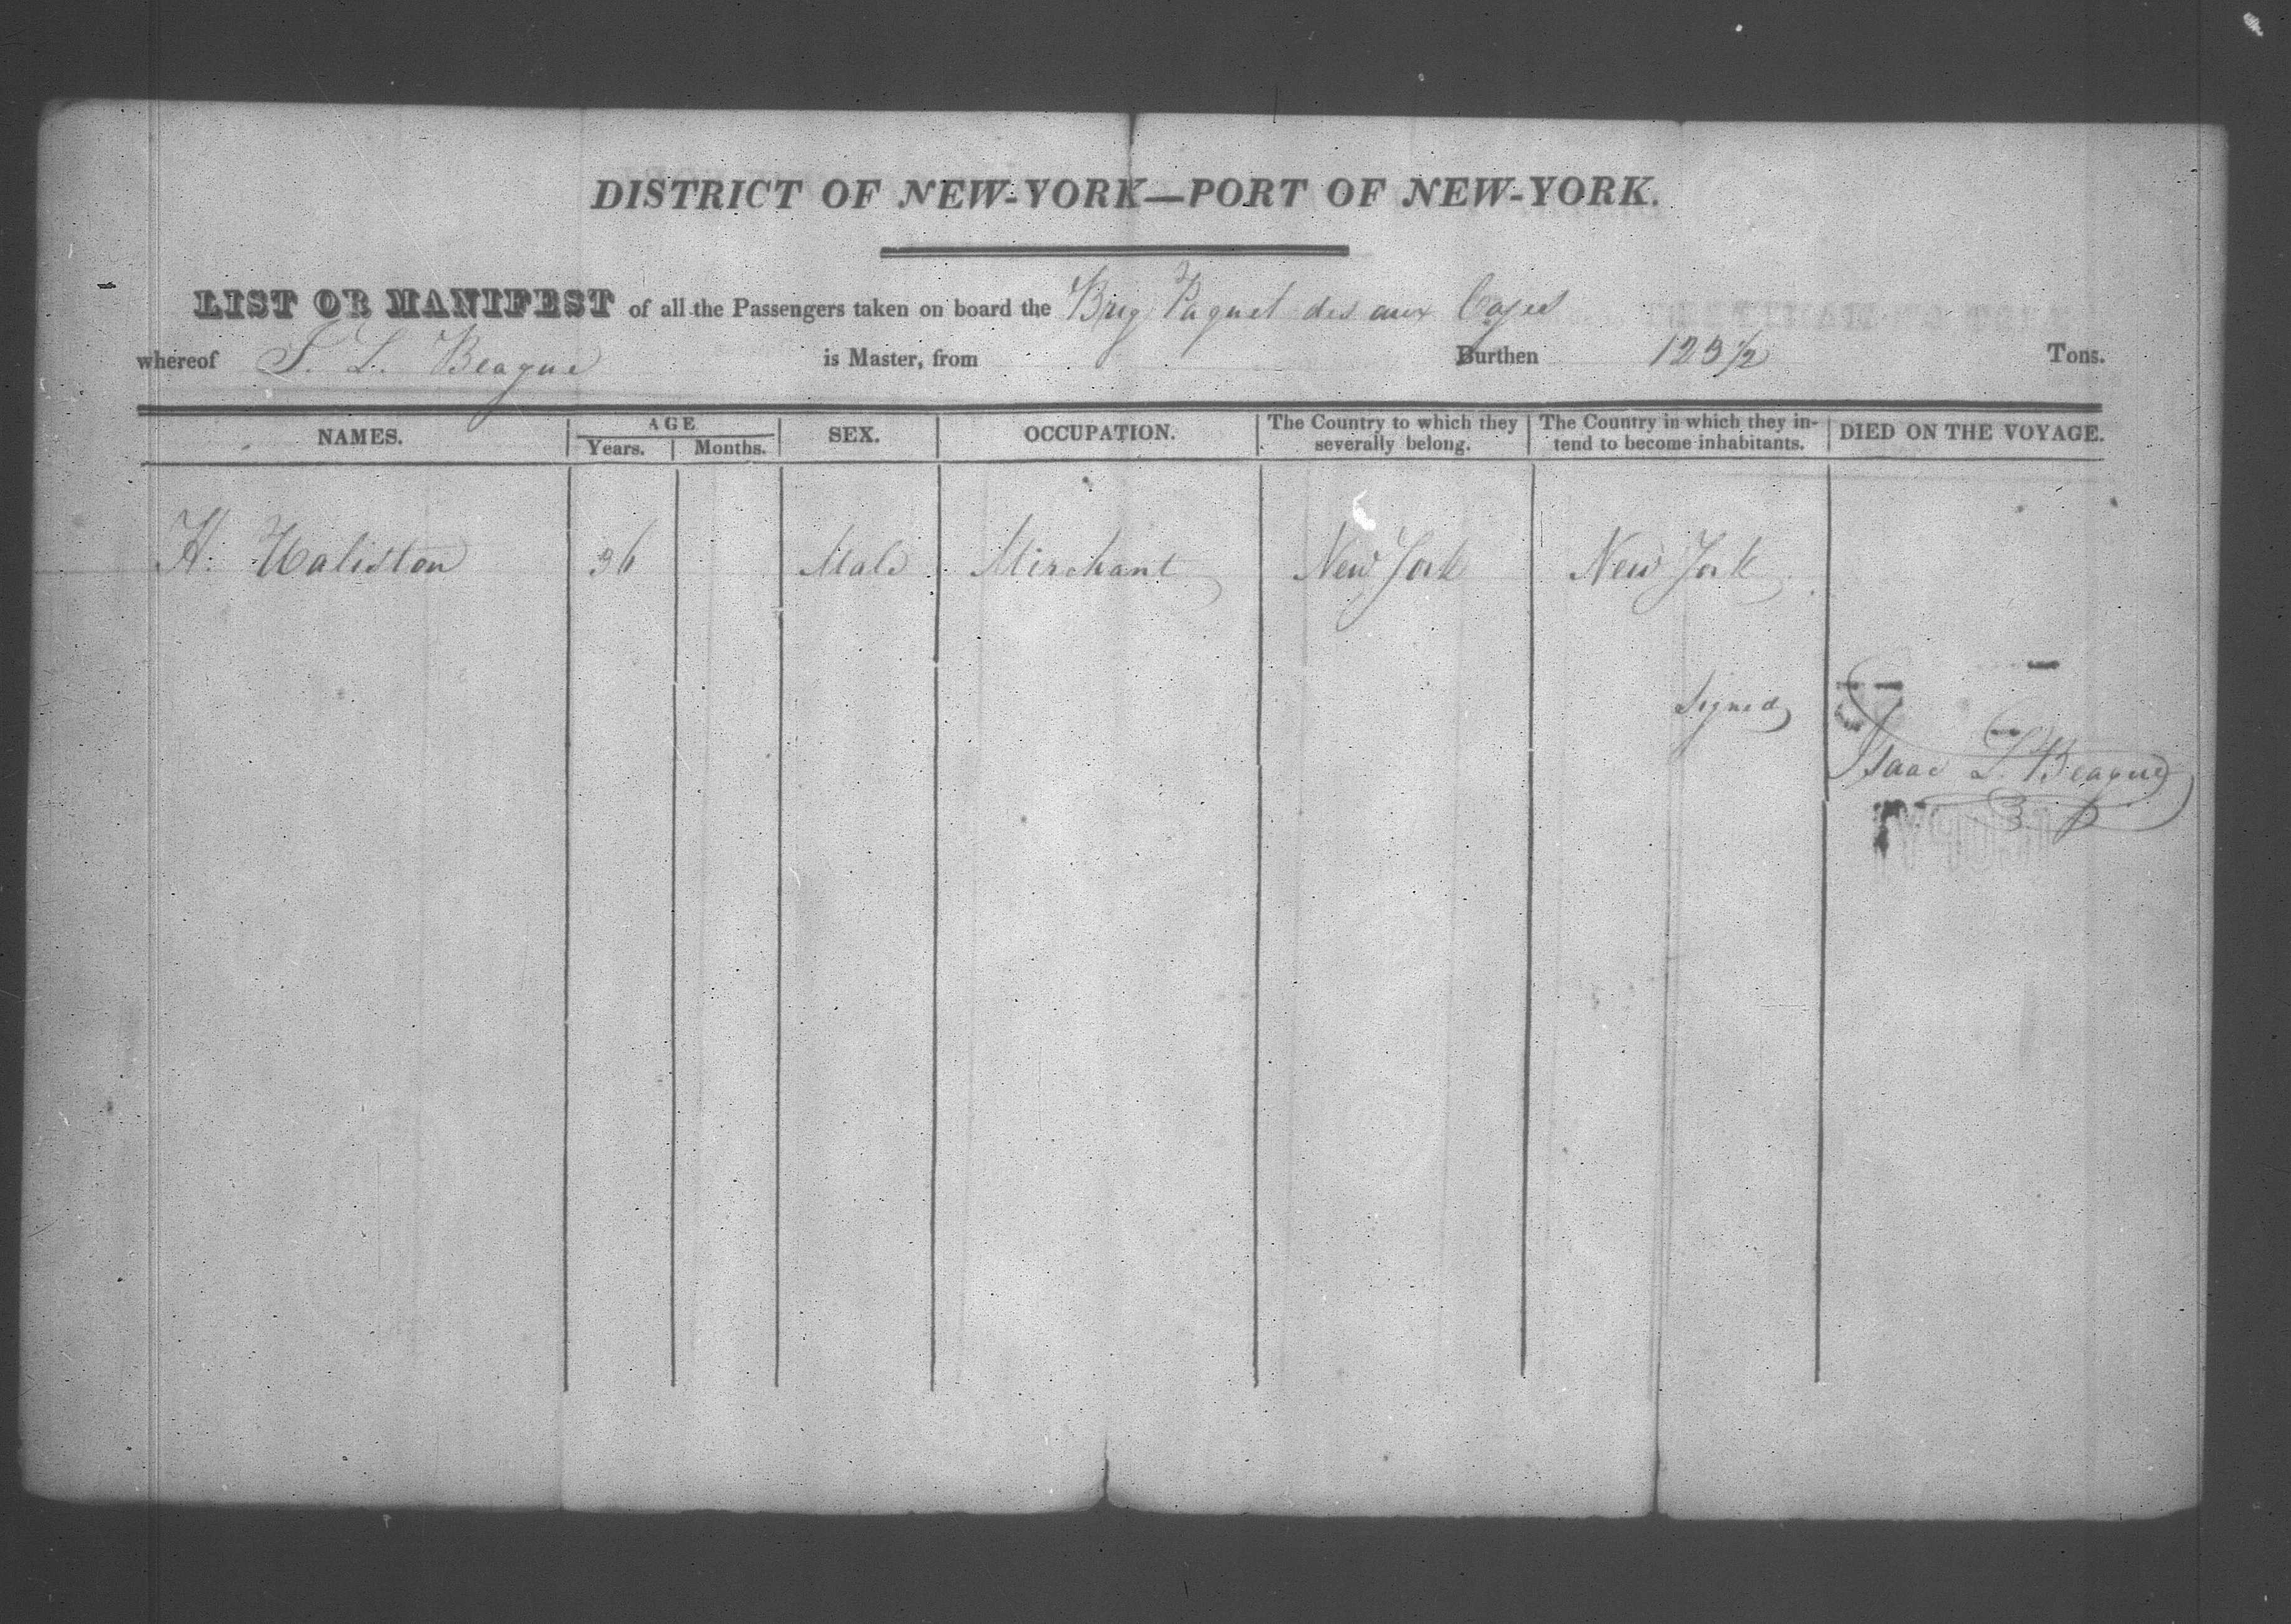 DISTRICT OF NEW-YORK—PORT OF NEW-YORK.
LIST OR MANIFEST of all the Passengers taken on board the Brig Paquet des aux Cayes
whereof I. L. Beague is Master, from Burthen 123 1/2 Tons.
NAMES. AGE Years. Months. SEX. OCCUPATION. The Country to which they severally belong. The Country in which they intend to become inhabitants. DIED ON THE VOYAGE.
H. Haliston 36 Male Merchant New York New York
Signed
Isaac L. Beague